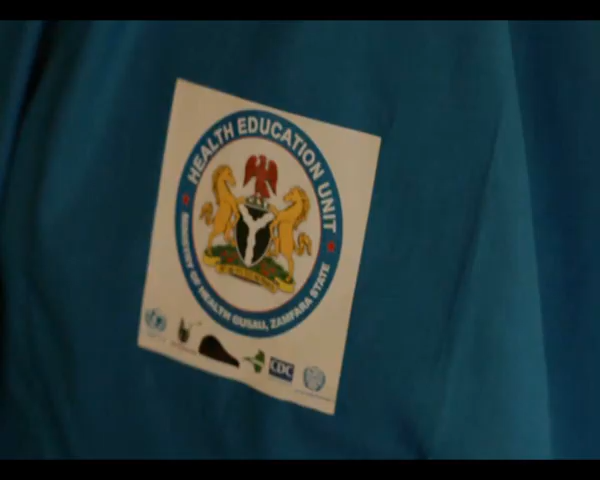 HEALTH EDUCATION UNIT
MINISTRY OF HEALTH GUSAU, ZAMFARA STATE
CDC